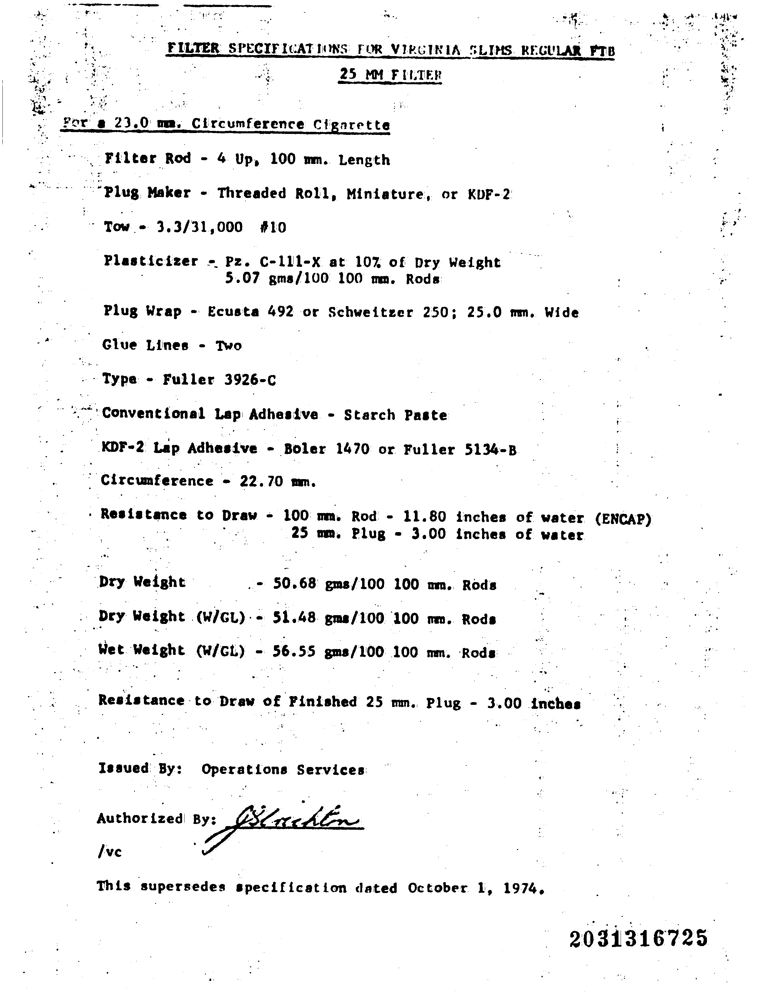 FILTER SPECIFICATIONS FOR VIRGINIA SLIMS REGULAR FTB
25 MM FILTER
For a 23.0 mm. Circumference Cigarette
Filter Rod - 4 Up, 100 mm. Length
Plug Maker - Threaded Roll, Miniature, or KDF-2
Tow - 3.3/31,000 #10
Plasticizer - Pz. C-111-X at 10% of Dry Weight
5.07 gms/100 100 mm. Rods
Plug Wrap - Ecusta 492 or Schweitzer 250; 25.0 mm. Wide
Glue Lines - Two
Type - Fuller 3926-C
Conventional Lap Adhesive - Starch Paste
KDF-2 Lap Adhesive - Boler 1470 or Fuller 5134-B
Circumference - 22.70 mm.
Resistance to Draw - 100 mm. Rod - 11.80 inches of water (ENCAP)
25 mm. Plug - 3.00 inches of water
Dry Weight - 50.68 gms/100 100 mm. Rods
Dry Weight (W/GL) - 51.48 gms/100 100 mm. Rods
Wet Weight (W/GL) - 56.55 gms/100 100 mm. Rods
Resistance to Draw of Finished 25 mm. Plug - 3.00 inches
Issued By: Operations Services
Authorized By:
/vc
This supersedes specification dated October 1, 1974.
2031316725